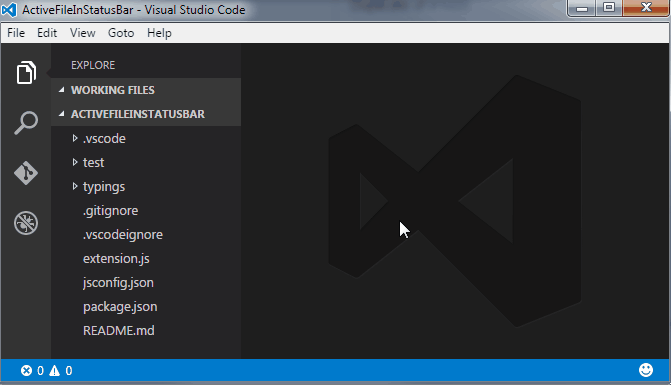 ActiveFileInStatusBar - Visual Studio Code
File Edit View Goto Help
EXPLORE
WORKING FILES
ACTIVEFILEINSTATUSBAR
.vscode
test
typings
.gitignore
.vscodeignore
extension.js
jsconfig.json
package.json
README.md
0 0